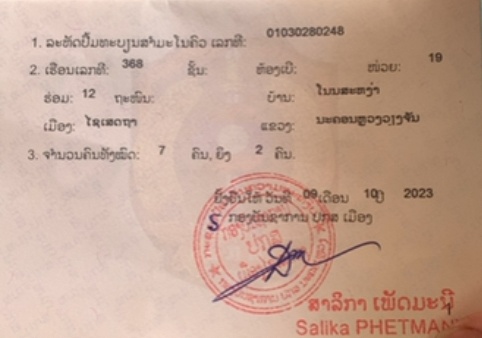 1. ລະຫັດປຶ້ມທະບຽນສຳມະໂນຄົວ ເລກທີ: 01030280248
2. ເຮືອນເລກທີ: 368 ຊັ້ນ: ຫ້ອງເບີ: ໜ່ວຍ: 19
ຮ່ອມ: 12 ຖະໜົນ: ບ້ານ: ໂນນສະຫງ່າ
ເມືອງ: ໄຊເສດຖາ ແຂວງ: ນະຄອນຫຼວງວຽງຈັນ
3. ຈຳນວນຄົນທັງໝົດ: 7 ຄົນ, ຍິງ 2 ຄົນ.
ຢັ້ງຢືນໃຫ້ ວັນທີ 09 ເດືອນ 10 ປີ 2023
ກອງບັນຊາການ ປກສ ເມືອງ
ປກສ
ສາລິກາ ເພັດມະນີ
Salika PHETMAN